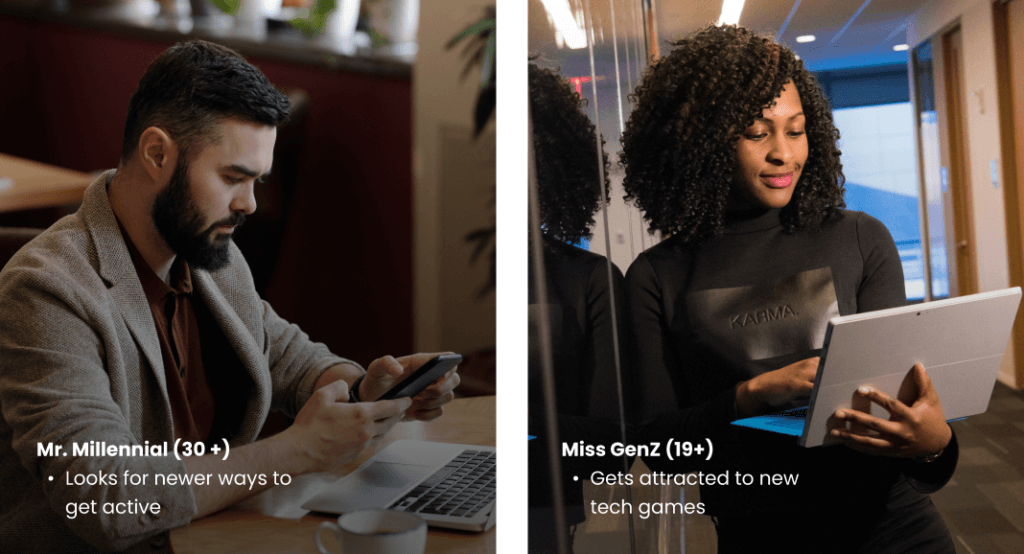 Mr. Millennial (30 +)
• Looks for newer ways to
get active
KARMA.
Miss GenZ (19+)
• Gets attracted to new
tech games